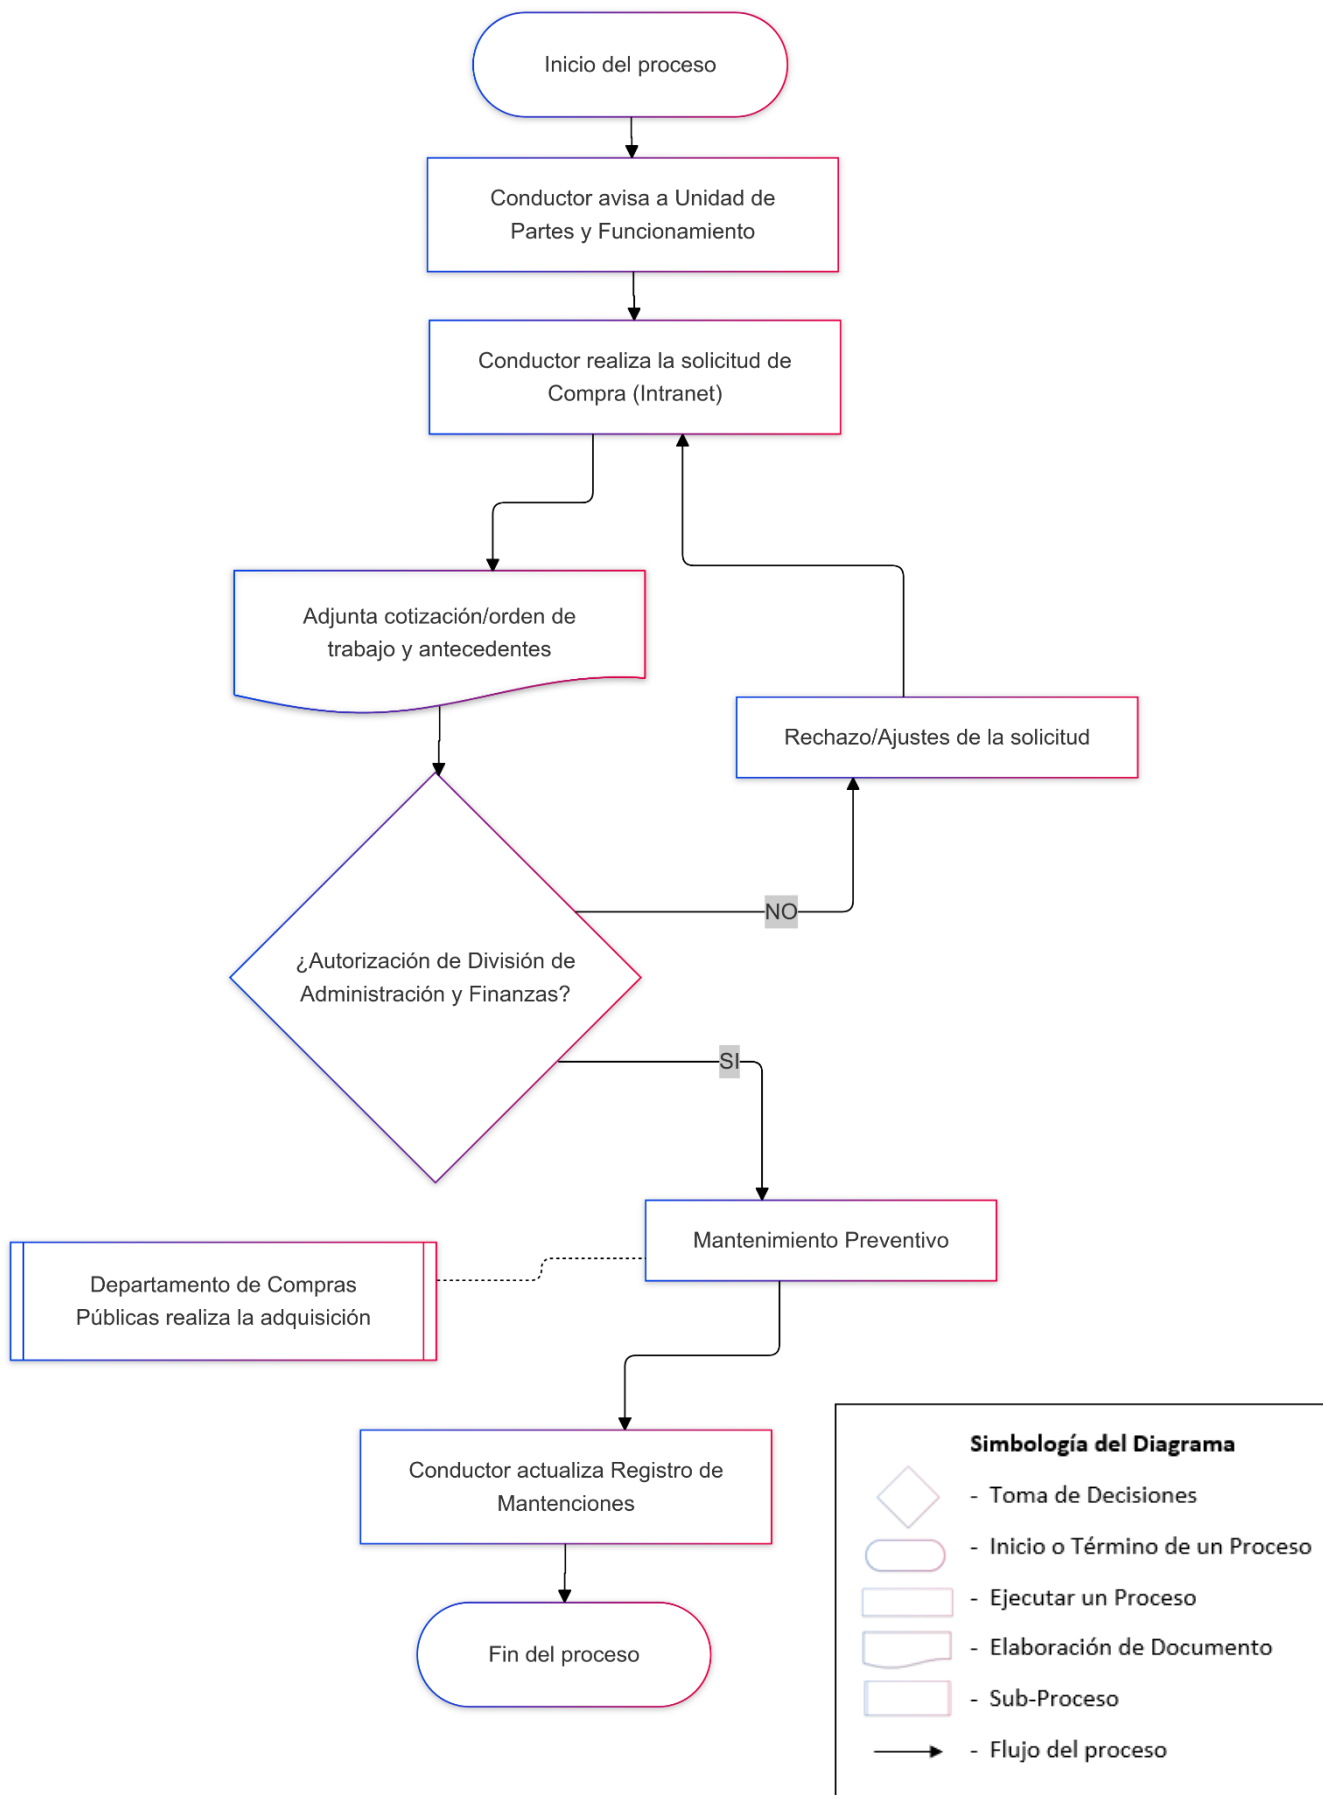 Inicio del proceso
Conductor avisa a Unidad de
Partes y Funcionamiento
Conductor realiza la solicitud de
Compra (Intranet)
Adjunta cotización/orden de
trabajo y antecedentes
Rechazo/Ajustes de la solicitud
NO
¿Autorización de División de
Administración y Finanzas?
SI
Mantenimiento Preventivo
Departamento de Compras
Públicas realiza la adquisición
Conductor actualiza Registro de
Mantenciones
Fin del proceso
Simbología del Diagrama
- Toma de Decisiones
- Inicio o Término de un Proceso
- Ejecutar un Proceso
- Elaboración de Documento
- Sub-Proceso
- Flujo del proceso